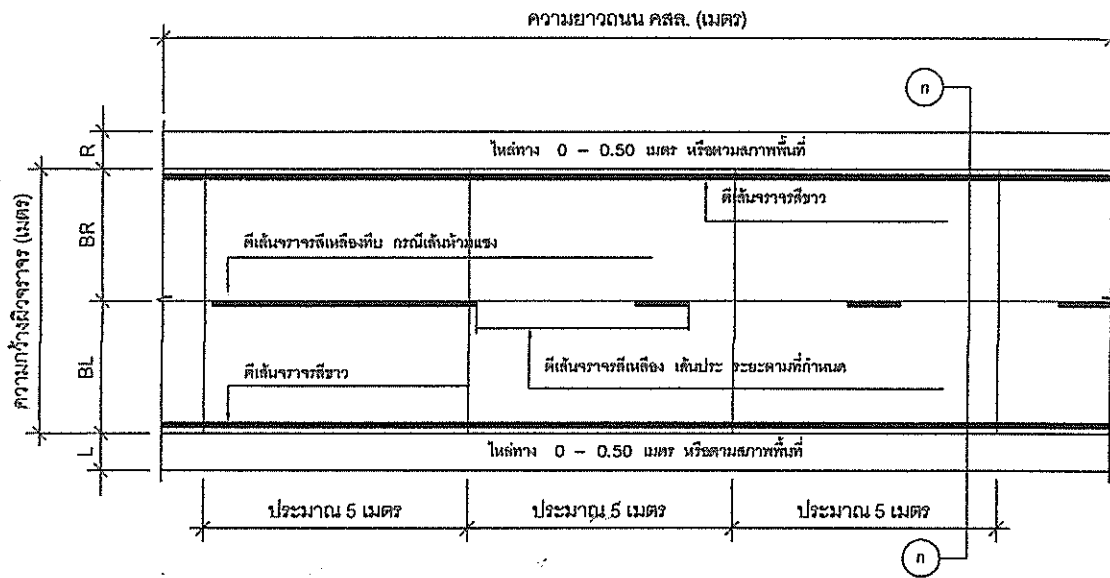 ความยาวถนน คสล. (เมตร)
ก
R
ไหล่ทาง 0 - 0.50 เมตร หรือตามสภาพพื้นที่
ตีเส้นจราจรสีขาว
ความกว้างผิวจราจร (เมตร)
BR
ตีเส้นจราจรสีเหลืองทึบ กรณีเส้นห้ามแซง
BL
ตีเส้นจราจรสีเหลือง เส้นประ ระยะตามที่กำหนด
ตีเส้นจราจรสีขาว
L
ไหล่ทาง 0 - 0.50 เมตร หรือตามสภาพพื้นที่
ประมาณ 5 เมตร
ประมาณ 5 เมตร
ประมาณ 5 เมตร
ก